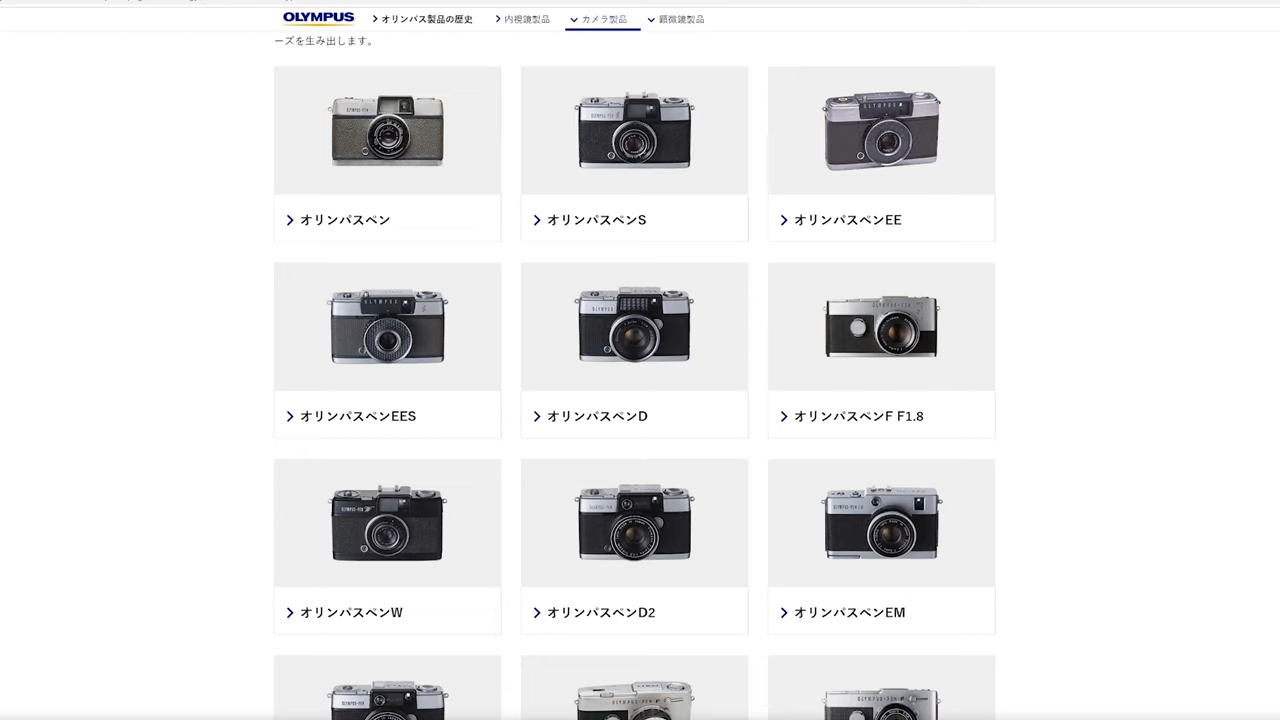 OLYMPUS
オリンパス製品の歴史
内視鏡製品
カメラ製品
顕微鏡製品
ーズを生み出します。
オリンパスペン
オリンパスペンS
オリンパスペンEE
オリンパスペンEES
オリンパスペンD
オリンパスペンF F1.8
オリンパスペンW
オリンパスペンD2
オリンパスペンEM